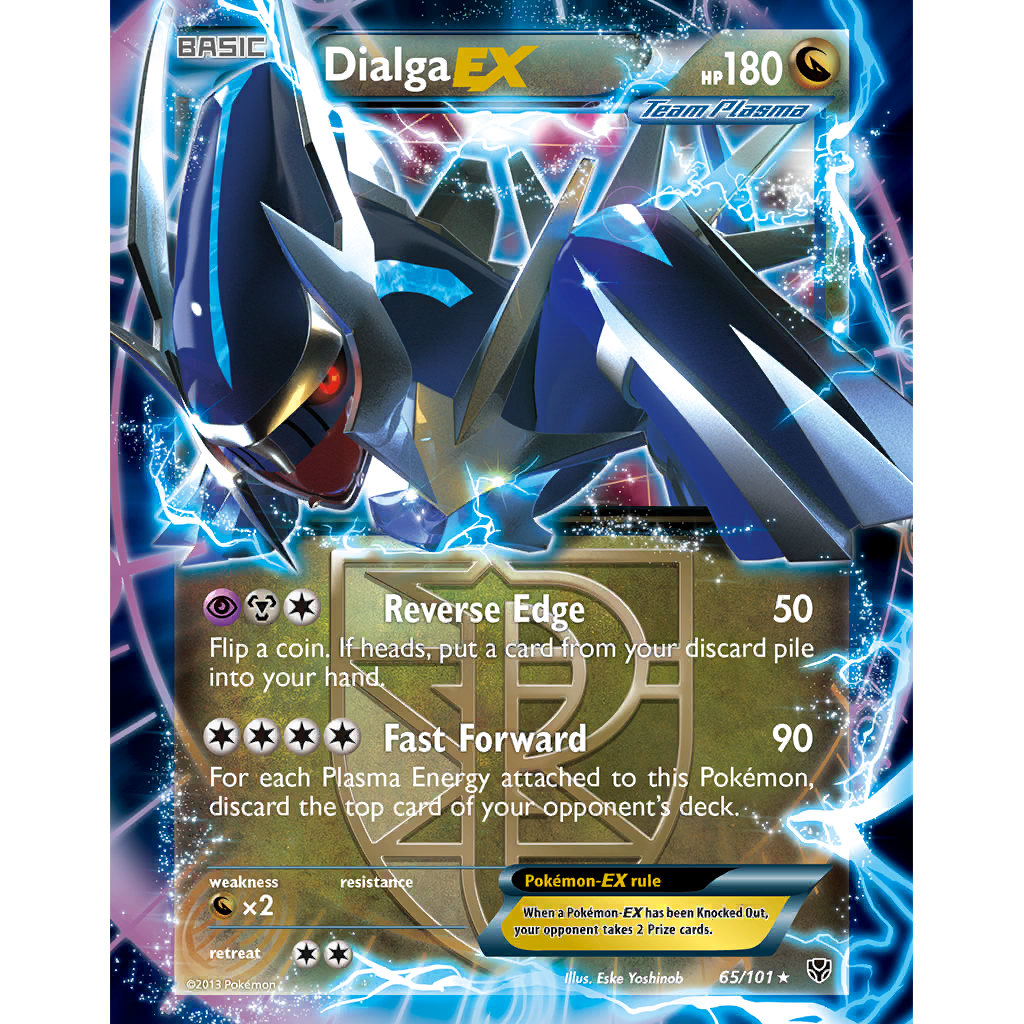 BASIC
DialgaEX
HP180
Team Plasma
Reverse Edge 50
Flip a coin. If heads, put a card from your discard pile
into your hand.
Fast Forward 90
For each Plasma Energy attached to this Pokémon,
discard the top card of your opponent's deck.
weakness resistance
×2
retreat
Pokémon-EX rule
When a Pokémon-EX has been Knocked Out,
your opponent takes 2 Prize cards.
©2013 Pokémon
Illus. Eske Yoshinob
65/101 ★